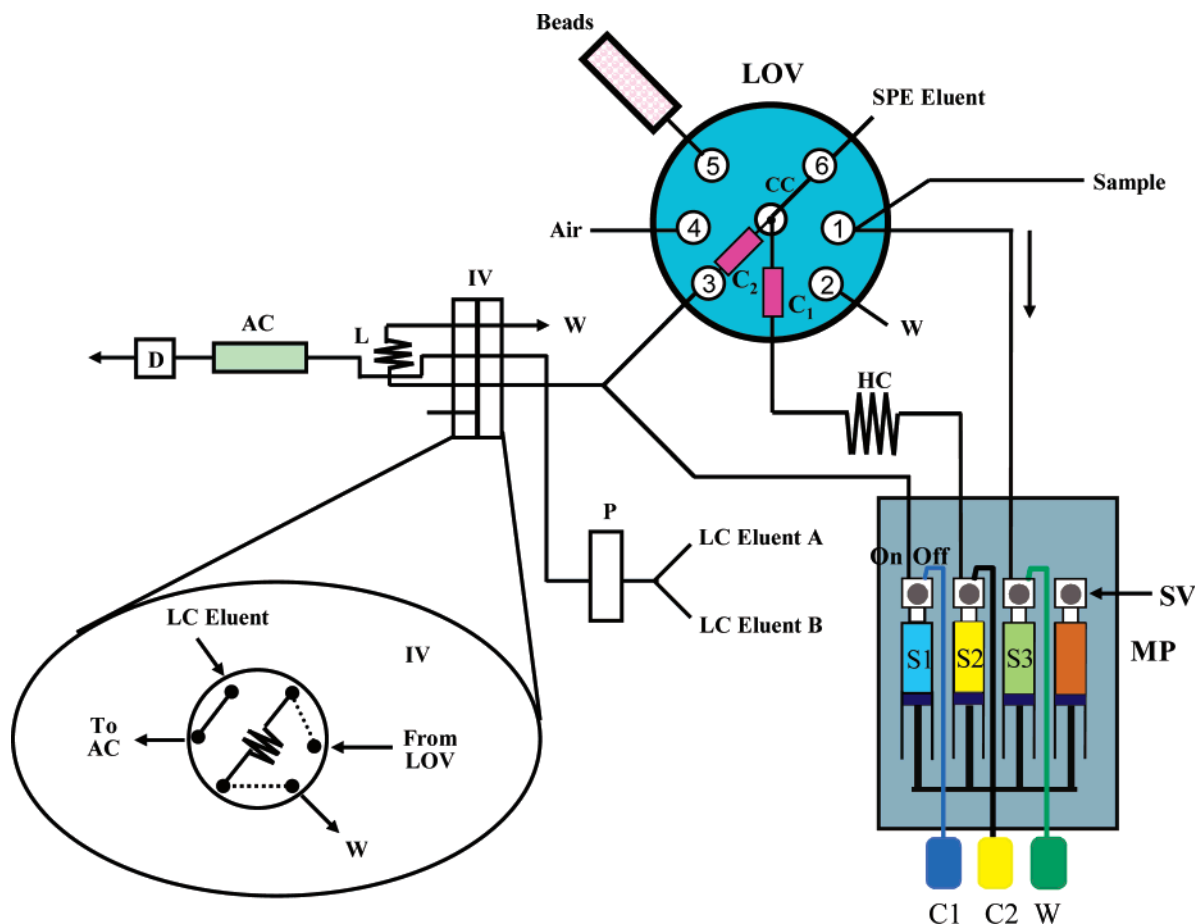 Beads
LOV
SPE Eluent
5
6
CC
Sample
Air
4
1
3
C2
C1
2
W
IV
AC
L
W
D
HC
P
LC Eluent A
LC Eluent B
On Off
SV
S1
S2
S3
MP
LC Eluent
IV
To
AC
From
LOV
W
C1
C2
W